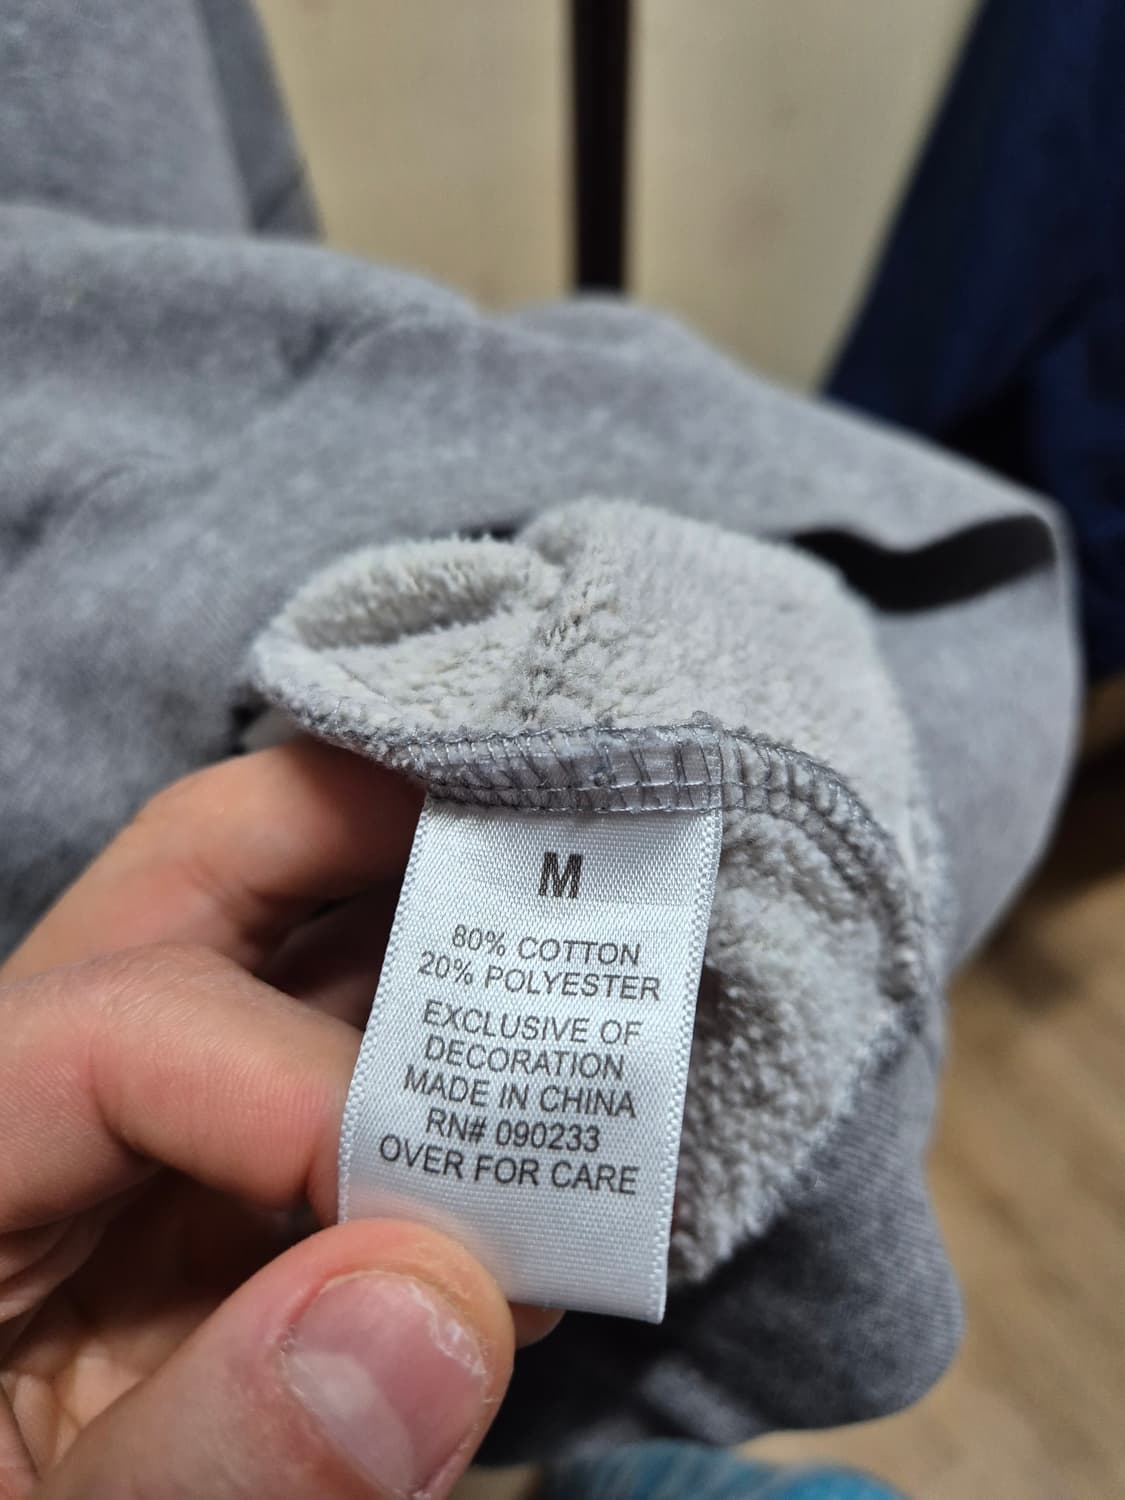 M
80% COTTON
20% POLYESTER
EXCLUSIVE OF
DECORATION
MADE IN CHINA
RN# 090233
OVER FOR CARE